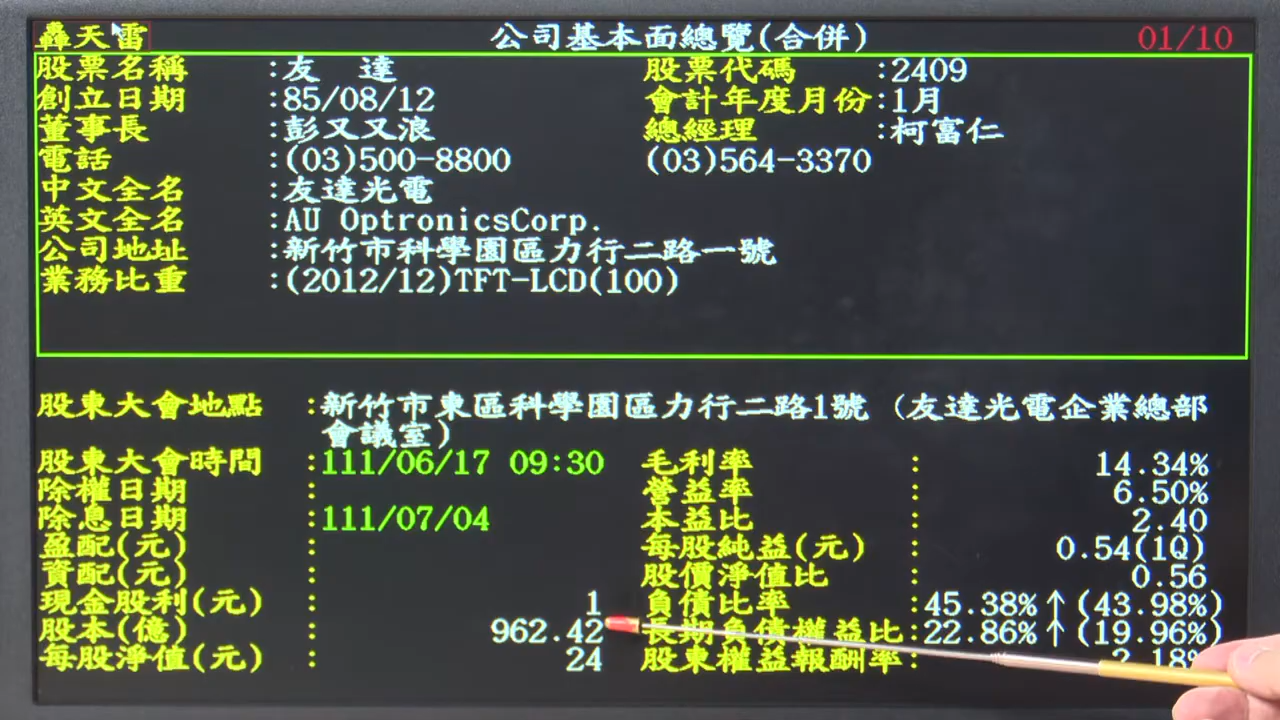 轟天雷 公司基本面總覽(合併) 01/10
股票名稱 :友 達 股票代碼 :2409
創立日期 :85/08/12 會計年度月份:1月
董事長 :彭双浪 總經理 :柯富仁
電話 :(03)500-8800 (03)564-3370
中文全名 :友達光電
英文全名 :AU OptronicsCorp.
公司地址 :新竹市科學園區力行二路一號
業務比重 :(2012/12)TFT-LCD(100)
股東大會地點 :新竹市東區科學園區力行二路1號 (友達光電企業總部
會議室)
股東大會時間 :111/06/17 09:30 毛利率 : 14.34%
除權日期 : 營益率 : 6.50%
除息日期 :111/07/04 本益比 : 2.40
盈配(元) : 每股純益(元) : 0.54(1Q)
資配(元) : 股價淨值比 : 0.56
現金股利(元) : 1 負債比率 :45.38%↑(43.98%)
股本(億) : 962.42 長期負債權益比:22.86%↑(19.96%)
每股淨值(元) : 24 股東權益報酬率: 2.18%